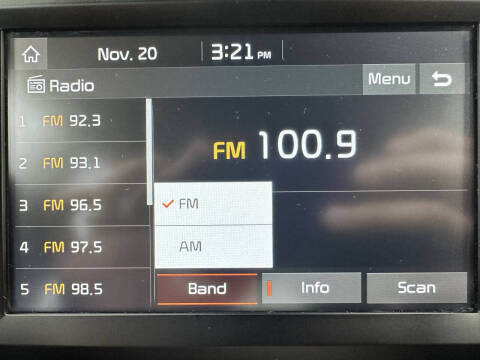 Nov. 20 3:21 PM
Radio Menu
1 FM 92.3
2 FM 93.1
3 FM 96.5
4 FM 97.5
5 FM 98.5
FM 100.9
FM
AM
Band Info Scan